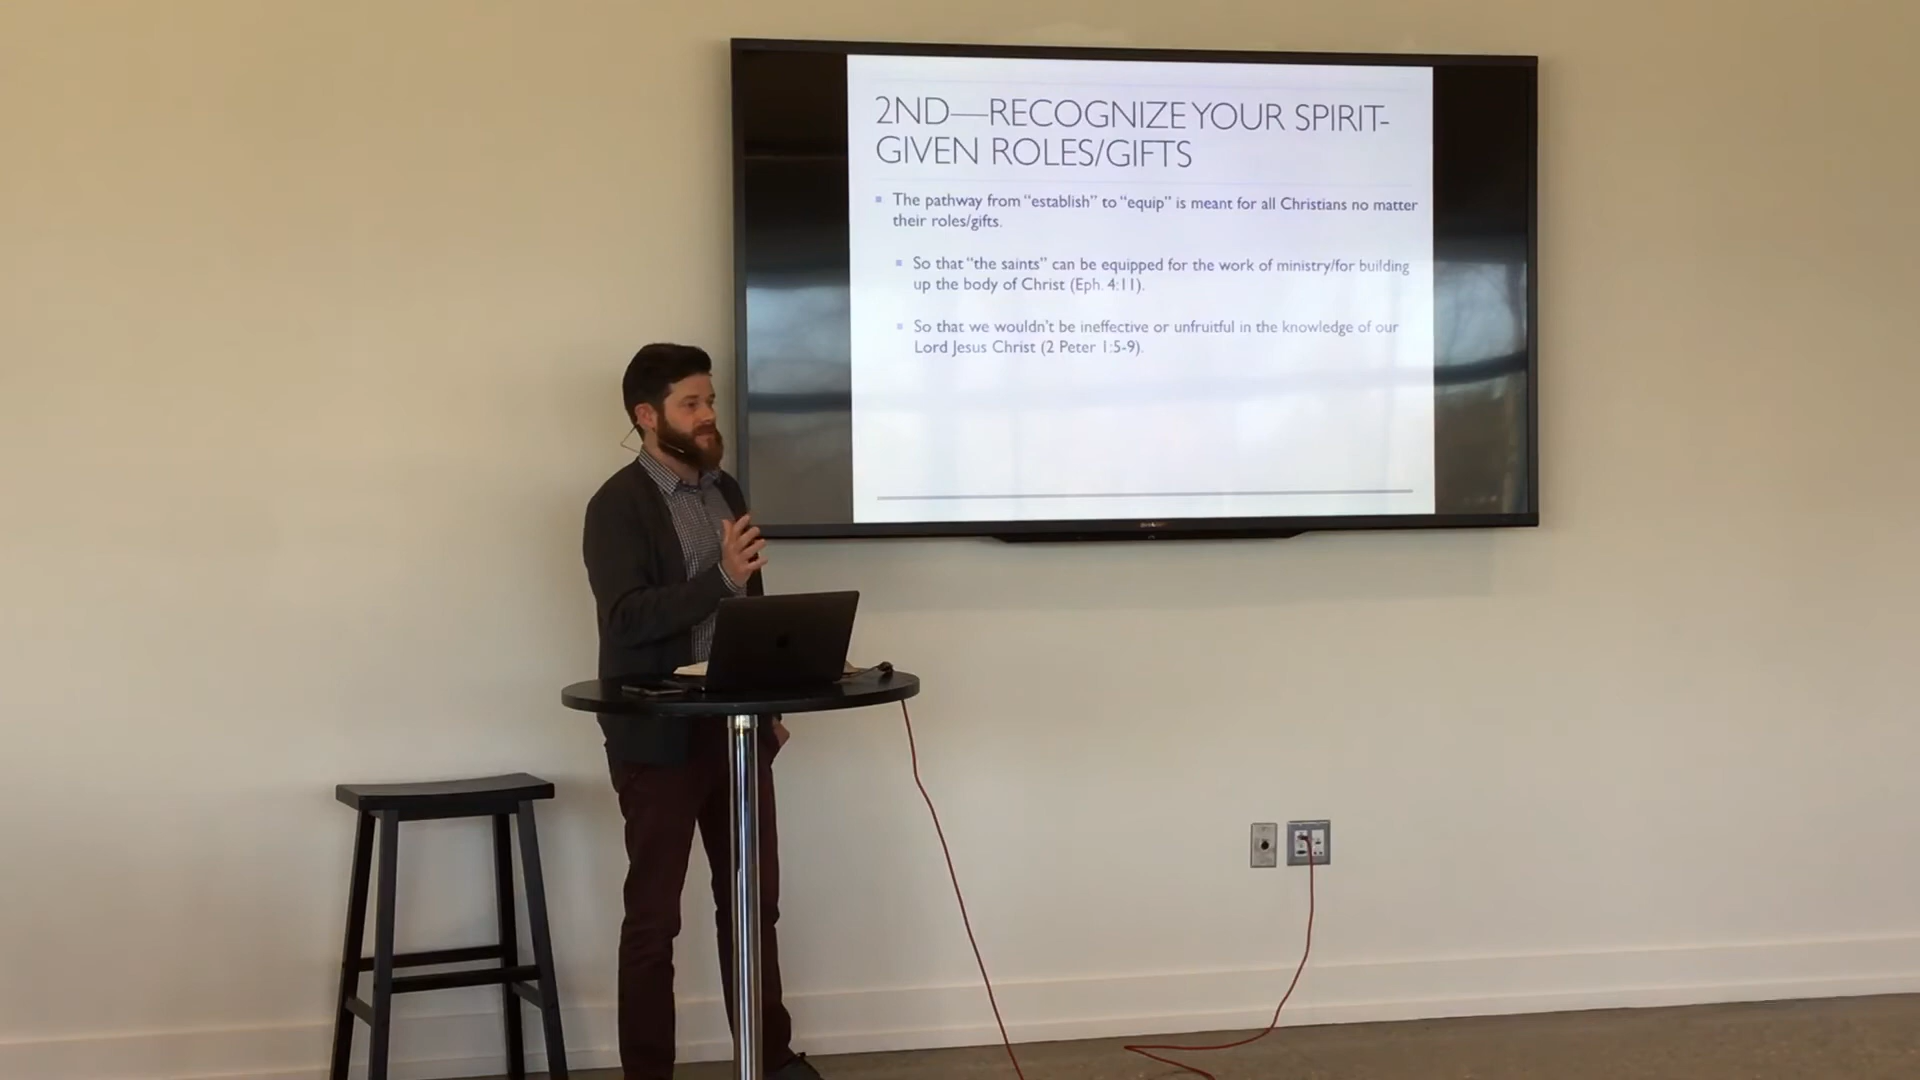 2ND—RECOGNIZE YOUR SPIRIT-
GIVEN ROLES/GIFTS
The pathway from “establish” to “equip” is meant for all Christians no matter
their roles/gifts.
So that “the saints” can be equipped for the work of ministry/for building
up the body of Christ (Eph. 4:11).
So that we wouldn't be ineffective or unfruitful in the knowledge of our
Lord Jesus Christ (2 Peter 1:5-9).